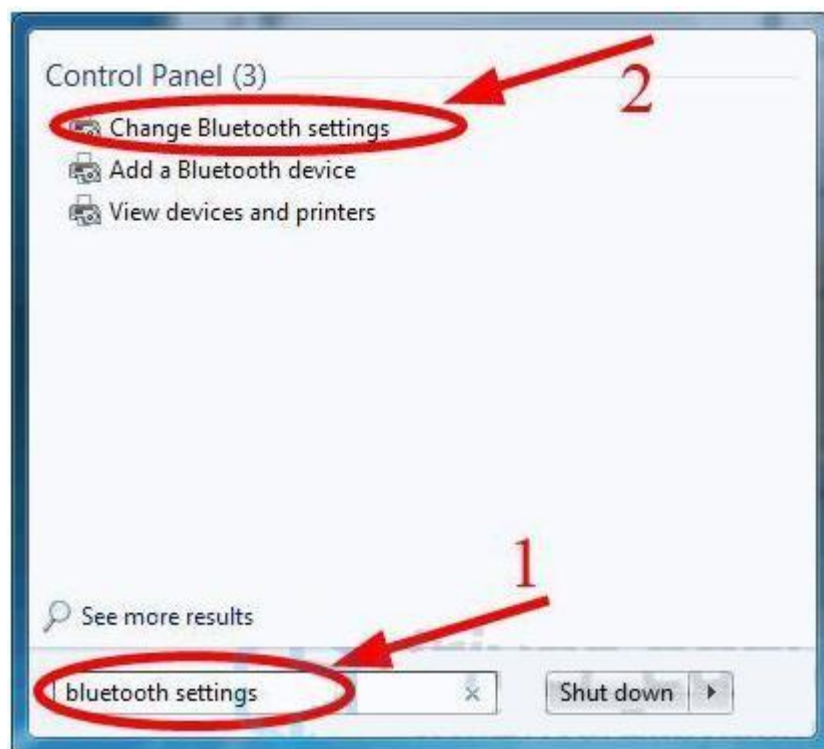 Control Panel (3)
2
Change Bluetooth settings
Add a Bluetooth device
View devices and printers
1
See more results
bluetooth settings
Shut down